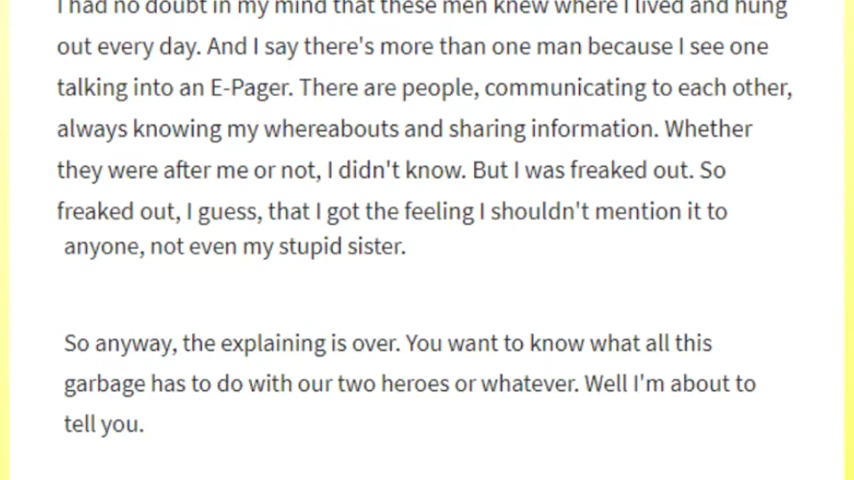 I had no doubt in my mind that these men knew where I lived and hung
out every day. And I say there's more than one man because I see one
talking into an E-Pager. There are people, communicating to each other,
always knowing my whereabouts and sharing information. Whether
they were after me or not, I didn't know. But I was freaked out. So
freaked out, I guess, that I got the feeling I shouldn't mention it to
anyone, not even my stupid sister.
So anyway, the explaining is over. You want to know what all this
garbage has to do with our two heroes or whatever. Well I'm about to
tell you.